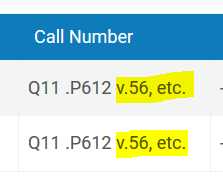 Call Number
Q11 .P612 v.56, etc.
Q11 .P612 v.56, etc.